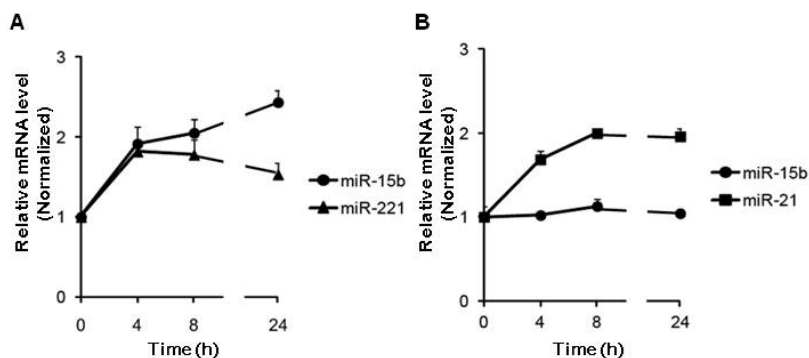 A
Relative mRNA level
(Normalized)
3
2
1
0
0
4
8
24
Time (h)
miR-15b
miR-221
B
Relative mRNA level
(Normalized)
3
2
1
0
0
4
8
24
Time (h)
miR-15b
miR-21